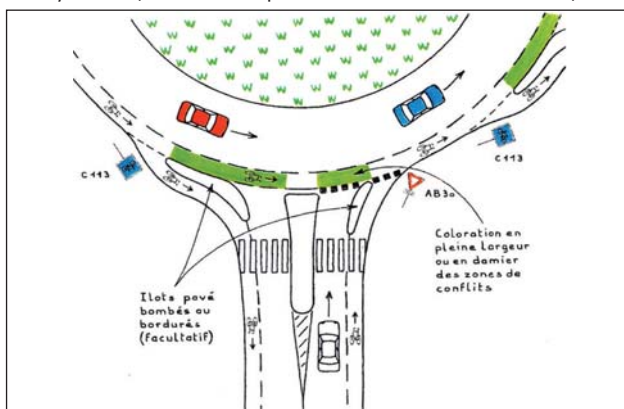 C113
C113
AB3a
Coloration en
pleine largeur
ou en damier
des zones de
conflits
Ilots pavé
bombés ou
bordurés
(facultatif)